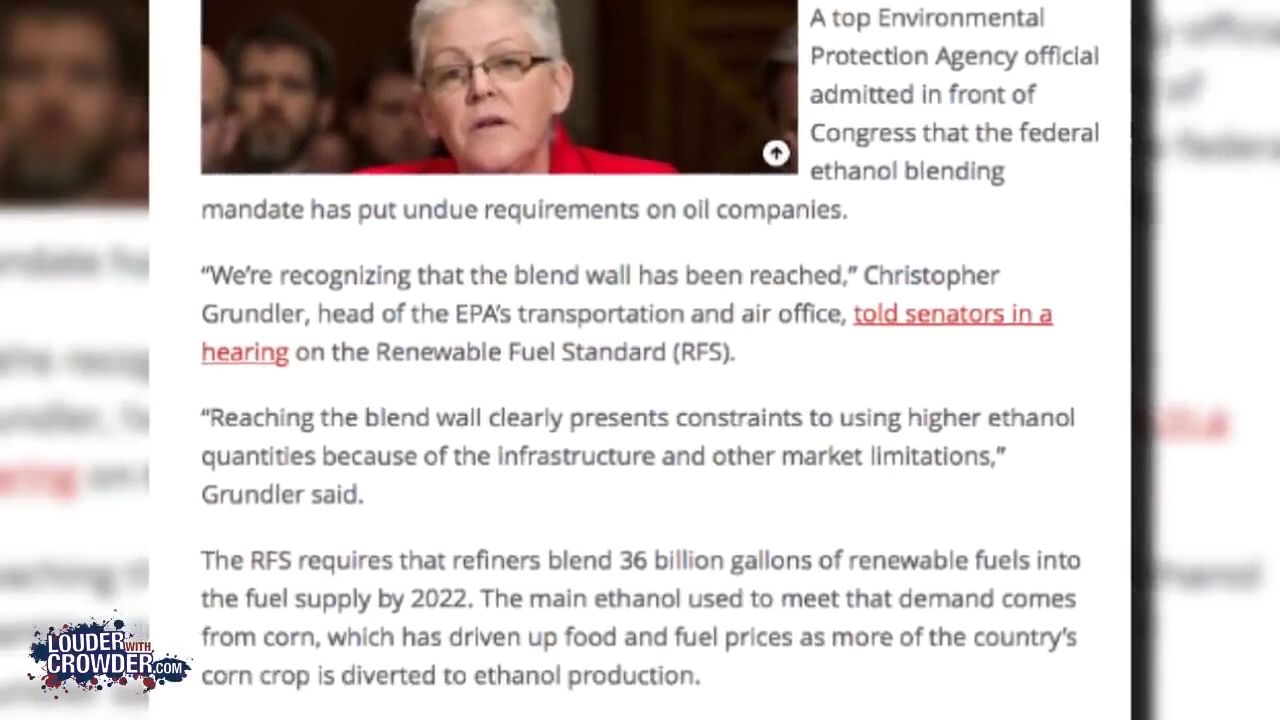 A top Environmental
Protection Agency official
admitted in front of
Congress that the federal
ethanol blending
mandate has put undue requirements on oil companies.
“We’re recognizing that the blend wall has been reached,” Christopher
Grundler, head of the EPA’s transportation and air office, told senators in a
hearing on the Renewable Fuel Standard (RFS).
“Reaching the blend wall clearly presents constraints to using higher ethanol
quantities because of the infrastructure and other market limitations,”
Grundler said.
The RFS requires that refiners blend 36 billion gallons of renewable fuels into
the fuel supply by 2022. The main ethanol used to meet that demand comes
from corn, which has driven up food and fuel prices as more of the country’s
corn crop is diverted to ethanol production.
LOUDER WITH
CROWDER.COM